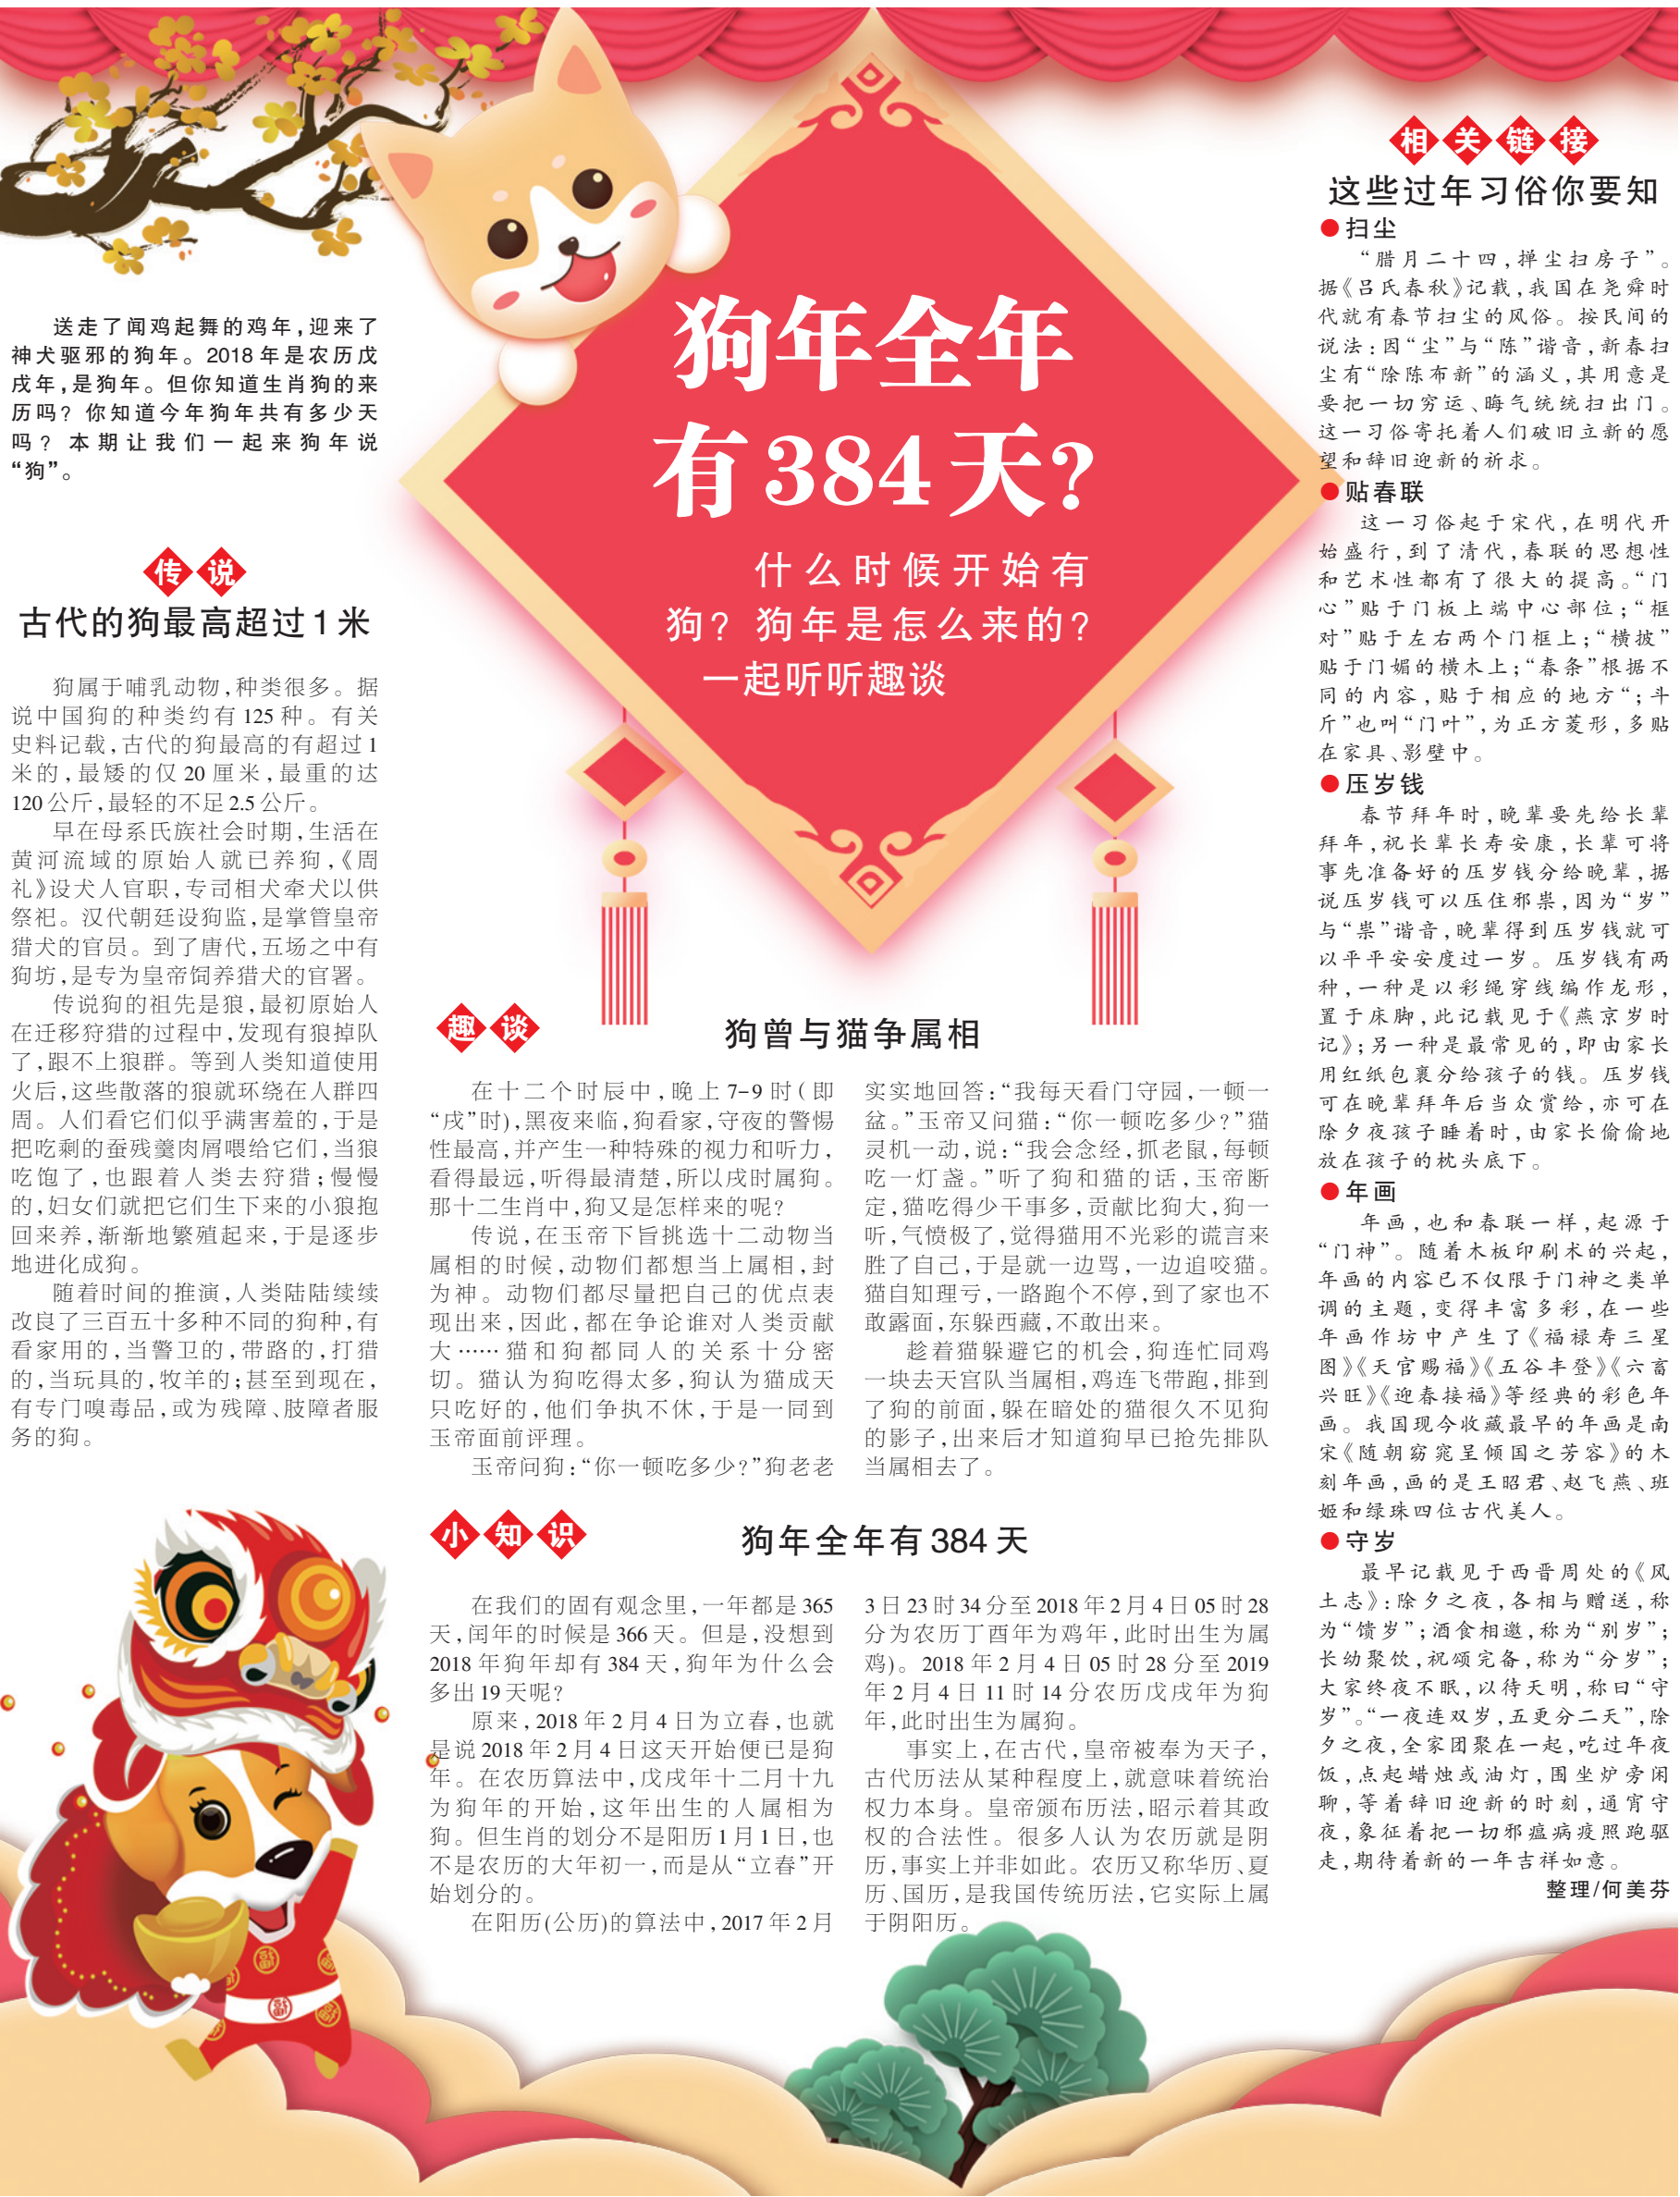 狗年全年
有384天?
什么时候开始有
狗? 狗年是怎么来的?
一起听听趣谈
送走了闻鸡起舞的鸡年,迎来了
神犬驱邪的狗年。2018年是农历戊
戌年,是狗年。但你知道生肖狗的来
历吗? 你知道今年狗年共有多少天
吗? 本期让我们一起来狗年说
“狗”。
传说
古代的狗最高超过1米
狗属于哺乳动物,种类很多。据
说中国狗的种类约有125种。有关
史料记载,古代的狗最高的有超过1
米的,最矮的仅20厘米,最重的达
120公斤,最轻的不足2.5公斤。
早在母系氏族社会时期,生活在
黄河流域的原始人就已养狗,《周
礼》设犬人官职,专司相犬牵犬以供
祭祀。汉代朝廷设狗监,是掌管皇帝
猎犬的官员。到了唐代,五场之中有
狗坊,是专为皇帝饲养猎犬的官署。
传说狗的祖先是狼,最初原始人
在迁移狩猎的过程中,发现有狼掉队
了,跟不上狼群。等到人类知道使用
火后,这些散落的狼就环绕在人群四
周。人们看它们似乎满害羞的,于是
把吃剩的蚕残羹肉屑喂给它们,当狼
吃饱了,也跟着人类去狩猎;慢慢
的,妇女们就把它们生下来的小狼抱
回来养,渐渐地繁殖起来,于是逐步
地进化成狗。
随着时间的推演,人类陆陆续续
改良了三百五十多种不同的狗种,有
看家用的,当警卫的,带路的,打猎
的,当玩具的,牧羊的;甚至到现在,
有专门嗅毒品,或为残障、肢障者服
务的狗。
趣谈
狗曾与猫争属相
在十二个时辰中,晚上7-9时(即
“戌”时),黑夜来临,狗看家,守夜的警惕
性最高,并产生一种特殊的视力和听力,
看得最远,听得最清楚,所以戌时属狗。
那十二生肖中,狗又是怎样来的呢?
传说,在玉帝下旨挑选十二动物当
属相的时候,动物们都想当上属相,封
为神。动物们都尽量把自己的优点表
现出来,因此,都在争论谁对人类贡献
大……猫和狗都同人的关系十分密
切。猫认为狗吃得太多,狗认为猫成天
只吃好的,他们争执不休,于是一同到
玉帝面前评理。
玉帝问狗:“你一顿吃多少?”狗老老
实实地回答:“我每天看门守园,一顿一
盆。”玉帝又问猫:“你一顿吃多少?”猫
灵机一动,说:“我会念经,抓老鼠,每顿
吃一灯盏。”听了狗和猫的话,玉帝断
定,猫吃得少干事多,贡献比狗大,狗一
听,气愤极了,觉得猫用不光彩的谎言来
胜了自己,于是就一边骂,一边追咬猫。
猫自知理亏,一路跑个不停,到了家也不
敢露面,东躲西藏,不敢出来。
趁着猫躲避它的机会,狗连忙同鸡
一块去天宫队当属相,鸡连飞带跑,排到
了狗的前面,躲在暗处的猫很久不见狗
的影子,出来后才知道狗早已抢先排队
当属相去了。
小知识
狗年全年有384天
在我们的固有观念里,一年都是365
天,闰年的时候是366天。但是,没想到
2018年狗年却有384天,狗年为什么会
多出19天呢?
原来,2018年2月4日为立春,也就
是说2018年2月4日这天开始便已是狗
年。在农历算法中,戊戌年十二月十九
为狗年的开始,这年出生的人属相为
狗。但生肖的划分不是阳历1月1日,也
不是农历的大年初一,而是从“立春”开
始划分的。
在阳历(公历)的算法中,2017年2月
3日23时34分至2018年2月4日05时28
分为农历丁酉年为鸡年,此时出生为属
鸡)。2018年2月4日05时28分至2019
年2月4日11时14分农历戊戌年为狗
年,此时出生为属狗。
事实上,在古代,皇帝被奉为天子,
古代历法从某种程度上,就意味着统治
权力本身。皇帝颁布历法,昭示着其政
权的合法性。很多人认为农历就是阴
历,事实上并非如此。农历又称华历、夏
历、国历,是我国传统历法,它实际上属
于阴阳历。
相关链接
这些过年习俗你要知
●扫尘
“腊月二十四,掸尘扫房子”。
据《吕氏春秋》记载,我国在尧舜时
代就有春节扫尘的风俗。按民间的
说法:因“尘”与“陈”谐音,新春扫
尘有“除陈布新”的涵义,其用意是
要把一切穷运、晦气统统扫出门。
这一习俗寄托着人们破旧立新的愿
望和辞旧迎新的祈求。
●贴春联
这一习俗起于宋代,在明代开
始盛行,到了清代,春联的思想性
和艺术性都有了很大的提高。“门
心”贴于门板上端中心部位;“框
对”贴于左右两个门框上;“横披”
贴于门媚的横木上;“春条”根据不
同的内容,贴于相应的地方“;斗
斤”也叫“门叶”,为正方菱形,多贴
在家具、影壁中。
●压岁钱
春节拜年时,晚辈要先给长辈
拜年,祝长辈长寿安康,长辈可将
事先准备好的压岁钱分给晚辈,据
说压岁钱可以压住邪祟,因为“岁”
与“祟”谐音,晚辈得到压岁钱就可
以平平安安度过一岁。压岁钱有两
种,一种是以彩绳穿线编作龙形,
置于床脚,此记载见于《燕京岁时
记》;另一种是最常见的,即由家长
用红纸包裹分给孩子的钱。压岁钱
可在晚辈拜年后当众赏给,亦可在
除夕夜孩子睡着时,由家长偷偷地
放在孩子的枕头底下。
●年画
年画,也和春联一样,起源于
“门神”。随着木板印刷术的兴起,
年画的内容已不仅限于门神之类单
调的主题,变得丰富多彩,在一些
年画作坊中产生了《福禄寿三星
图》《天官赐福》《五谷丰登》《六畜
兴旺》《迎春接福》等经典的彩色年
画。我国现今收藏最早的年画是南
宋《随朝窈窕呈倾国之芳容》的木
刻年画,画的是王昭君、赵飞燕、班
姬和绿珠四位古代美人。
●守岁
最早记载见于西晋周处的《风
土志》:除夕之夜,各相与赠送,称
为“馈岁”;酒食相邀,称为“别岁”;
长幼聚饮,祝颂完备,称为“分岁”;
大家终夜不眠,以待天明,称曰“守
岁”。“一夜连双岁,五更分二天”,除
夕之夜,全家团聚在一起,吃过年夜
饭,点起蜡烛或油灯,围坐炉旁闲
聊,等着辞旧迎新的时刻,通宵守
夜,象征着把一切邪瘟病疫照跑驱
走,期待着新的一年吉祥如意。
整理/何美芬